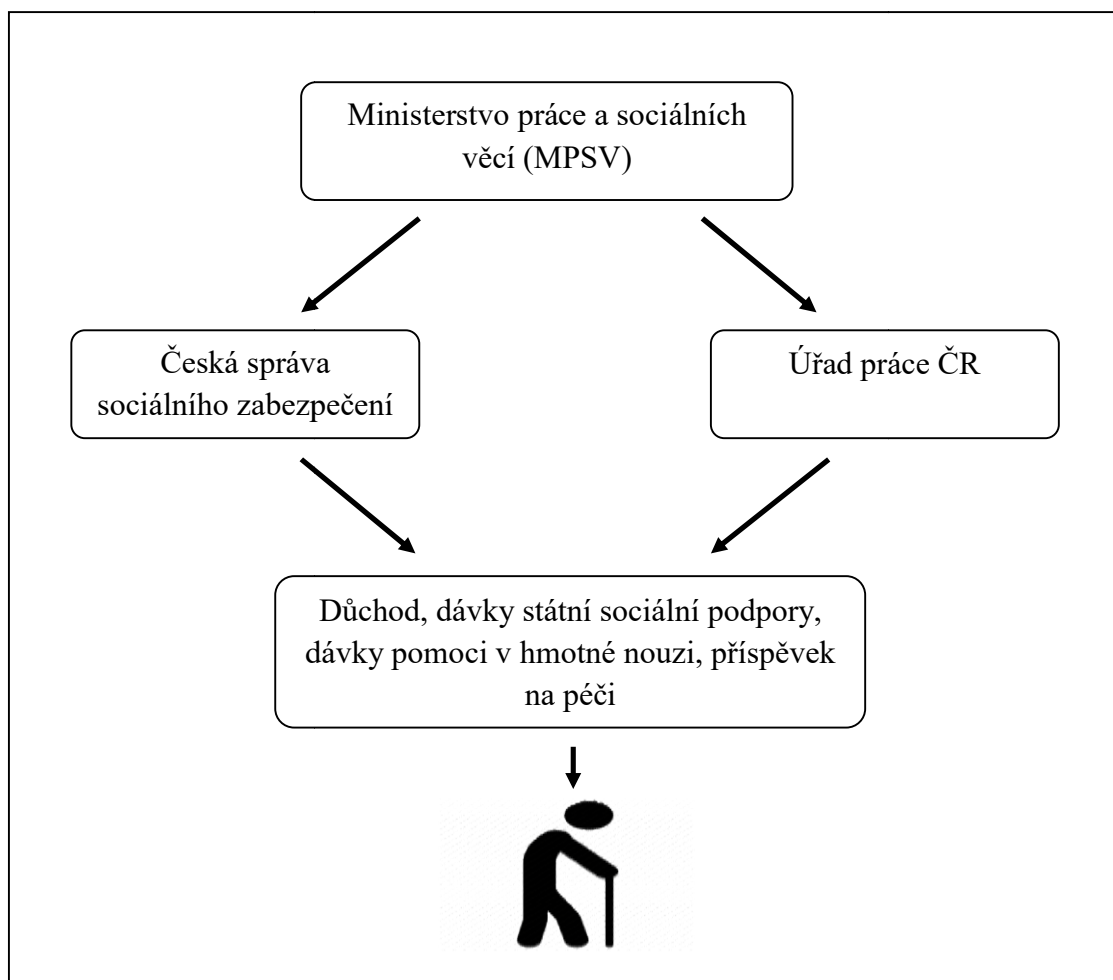 Ministerstvo práce a sociálních
věcí (MPSV)
Česká správa
sociálního zabezpečení
Úřad práce ČR
Důchod, dávky státní sociální podpory,
dávky pomoci v hmotné nouzi, příspěvek
na péči